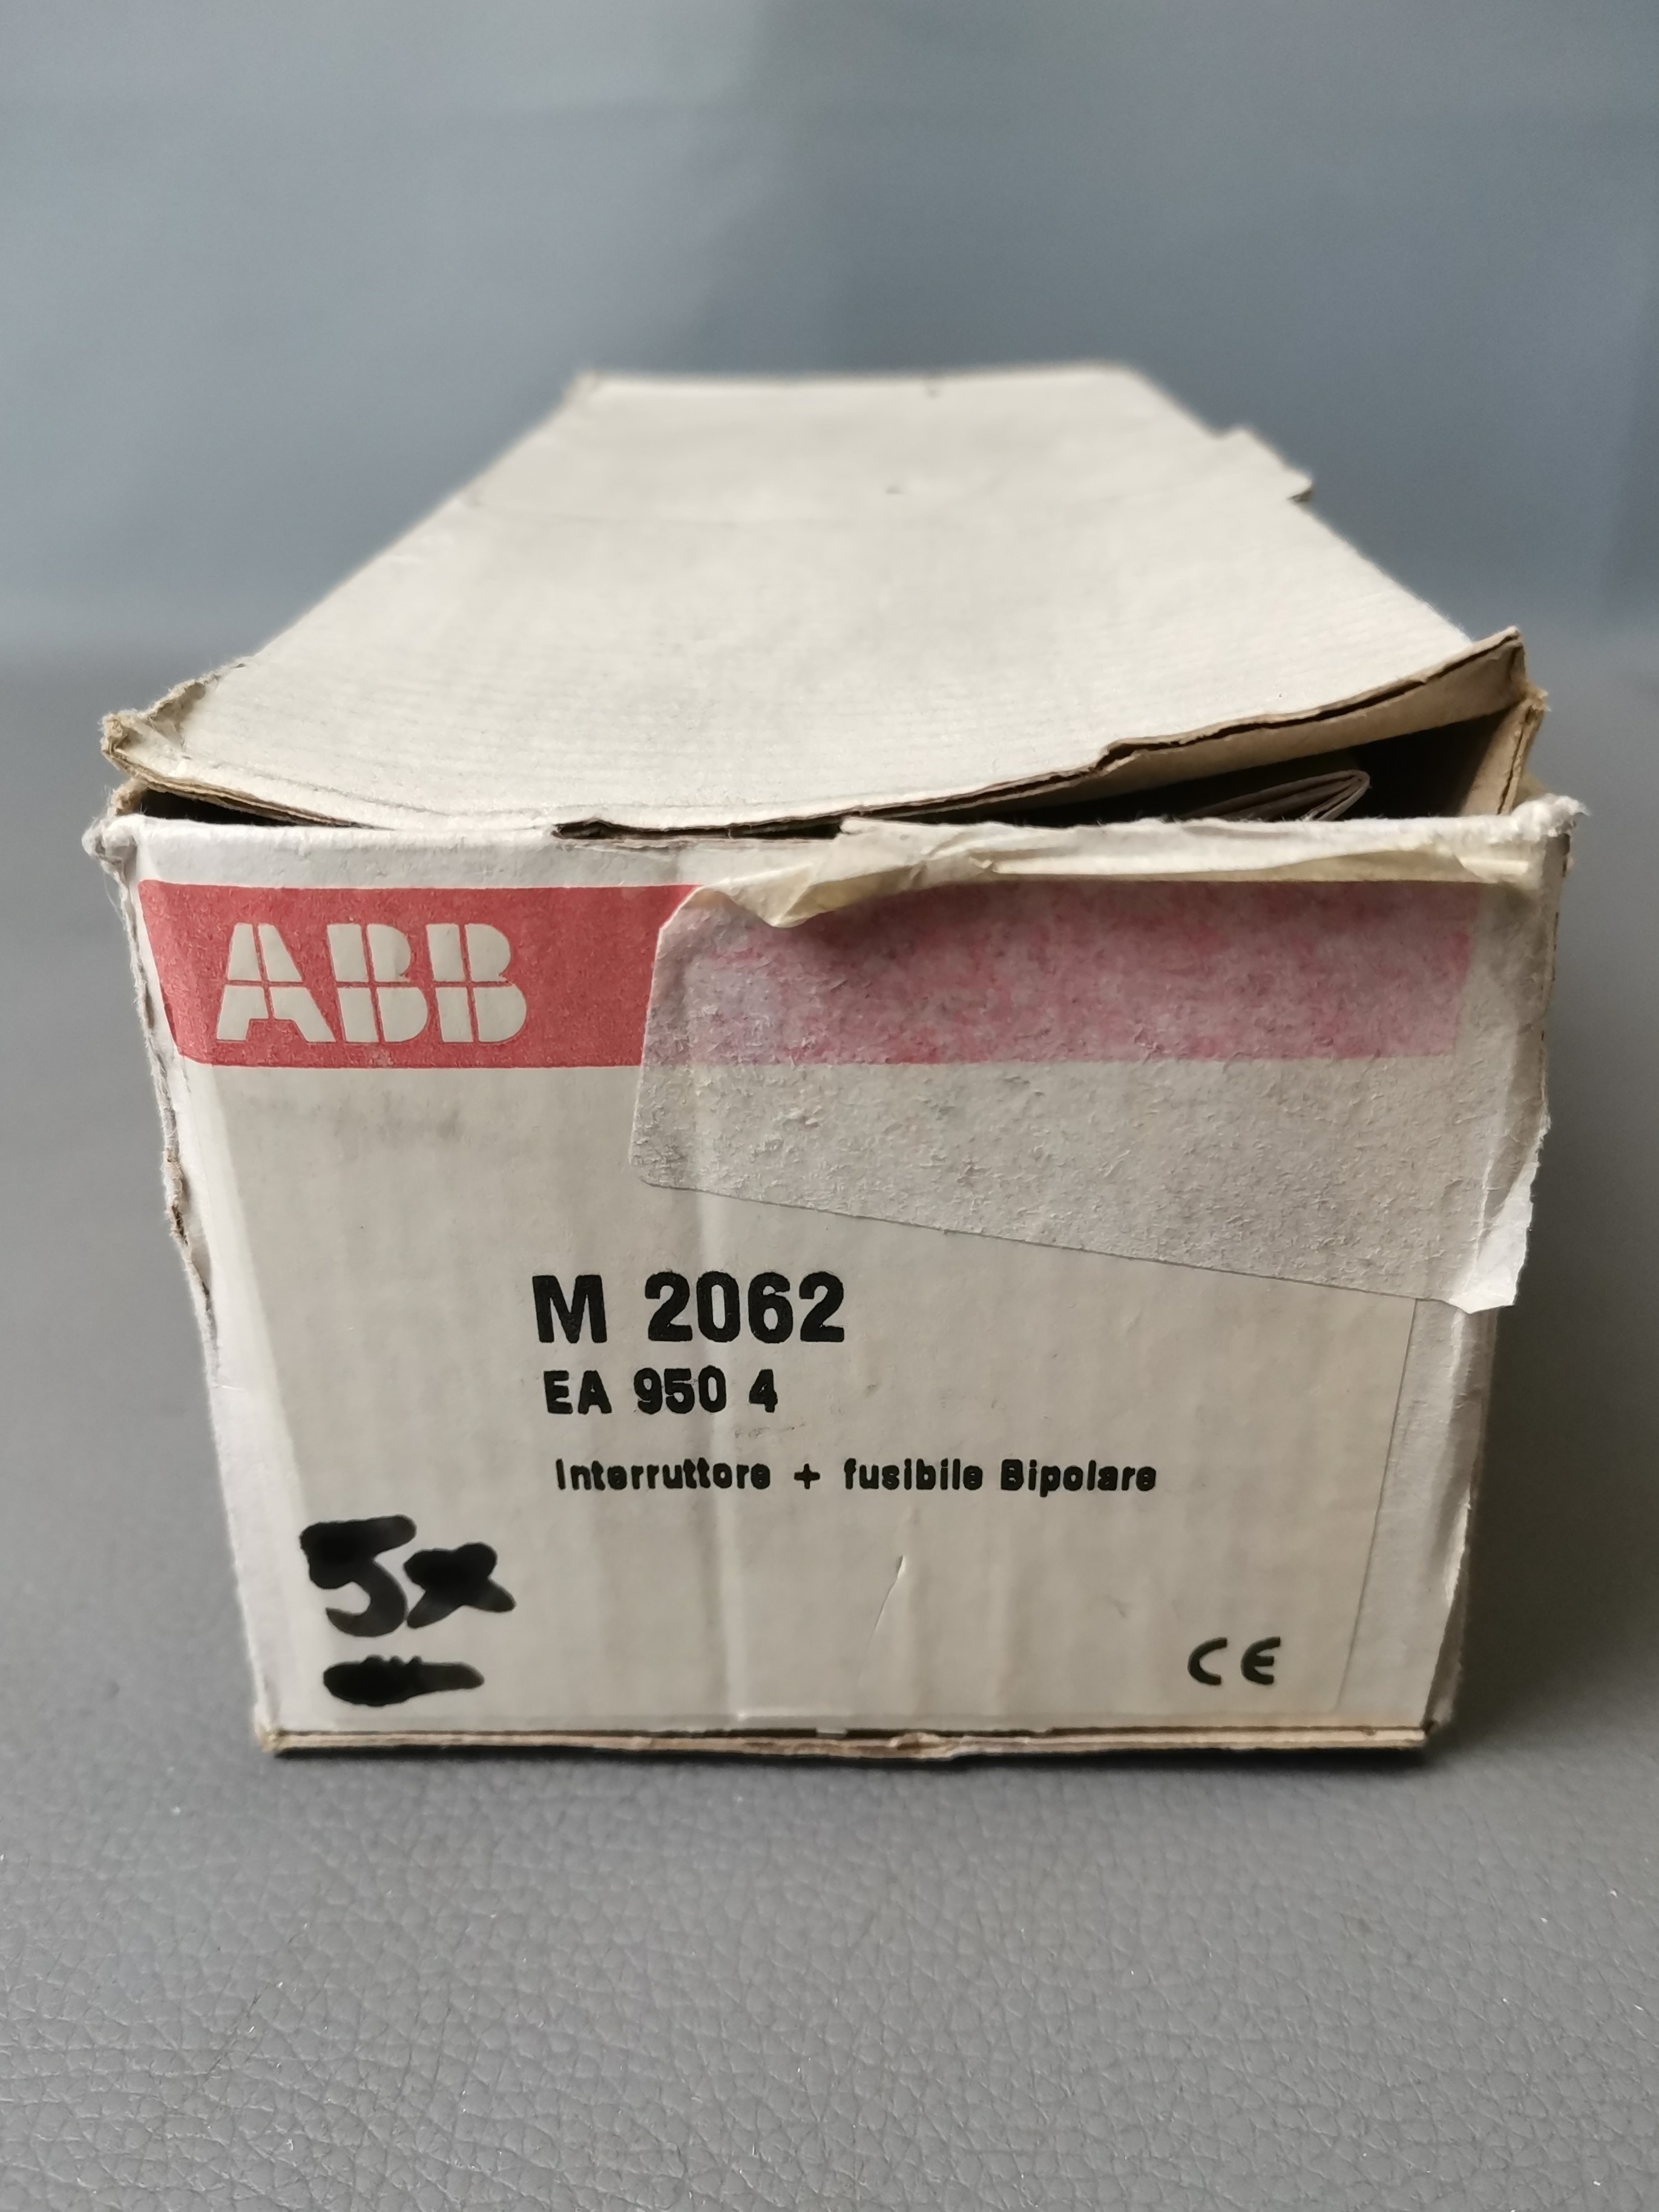 ABB
M 2062
EA 950 4
Interruttore + fusibile Bipolare
5x
CE